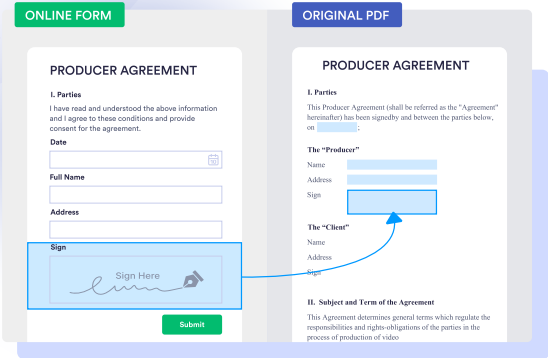 ONLINE FORM
PRODUCER AGREEMENT
I. Parties
I have read and understood the above information
and I agree to these conditions and provide
consent for the agreement.
Date
Full Name
Address
Sign
Sign Here
Submit
ORIGINAL PDF
PRODUCER AGREEMENT
I. Parties
This Producer Agreement (shall be referred as the "Agreement"
hereinafter) has been signedby and between the parties below,
on ;
The “Producer”
Name
Address
Sign
The “Client”
Name
Address
Sign
II. Subject and Term of the Agreement
This Agreement determines general terms which regulate the
responsibilities and rights-obligations of the parties in the
process of production of video